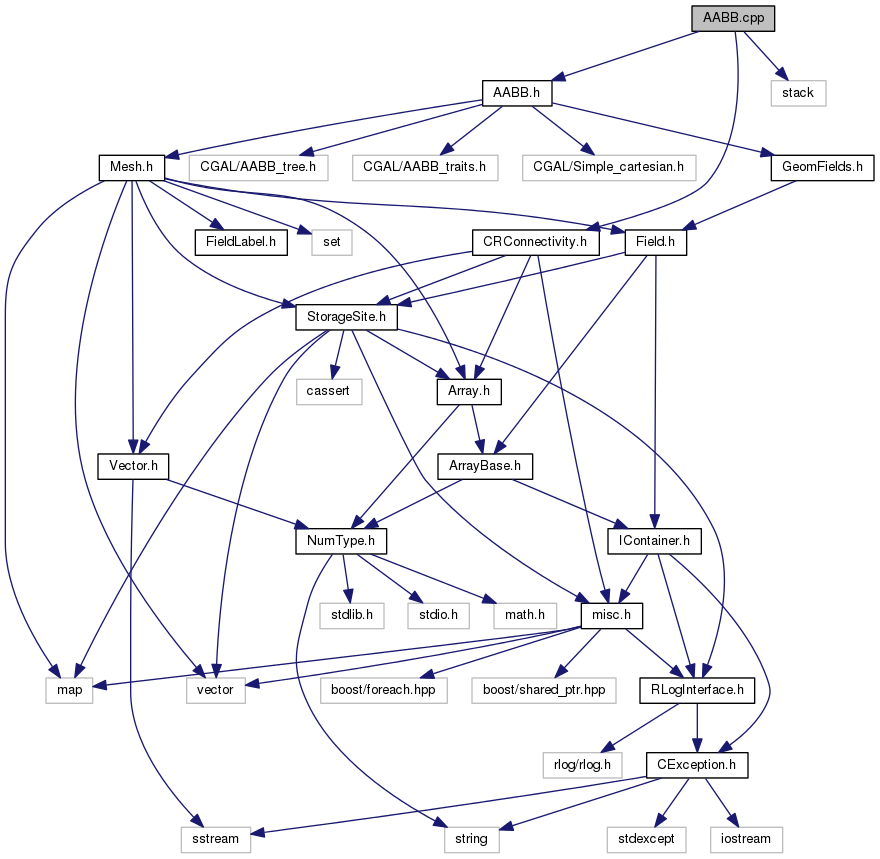 AABB.cpp
AABB.h
stack
Mesh.h
CGAL/AABB_tree.h
CGAL/AABB_traits.h
CGAL/Simple_cartesian.h
GeomFields.h
FieldLabel.h
set
CRConnectivity.h
Field.h
StorageSite.h
cassert
Array.h
Vector.h
ArrayBase.h
NumType.h
IContainer.h
stdlib.h
stdio.h
math.h
misc.h
map
vector
boost/foreach.hpp
boost/shared_ptr.hpp
RLogInterface.h
rlog/rlog.h
CException.h
sstream
string
stdexcept
iostream